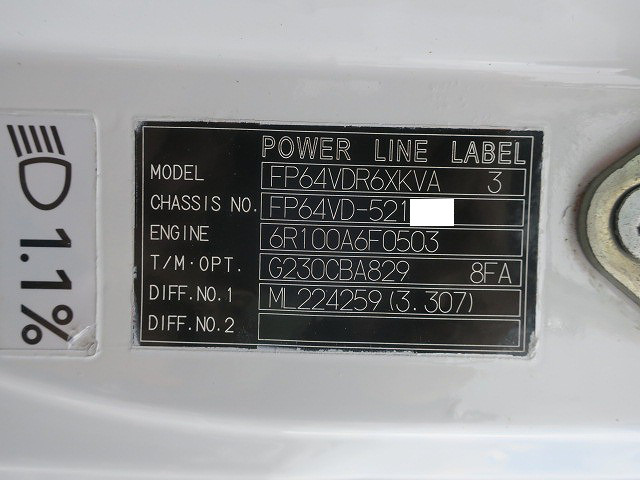 POWER LINE LABEL
MODEL FP64VDR6XKVA 3
CHASSIS NO. FP64VD-521
ENGINE 6R100A6F0503
T/M·OPT. G230CBA829 8FA
DIFF.NO.1 ML224259(3.307)
DIFF.NO.2
1.1%